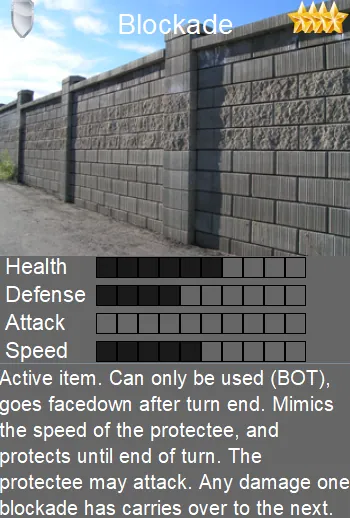 Blockade
Health
Defense
Attack
Speed
Active item. Can only be used (BOT),
goes facedown after turn end. Mimics
the speed of the protectee, and
protects until end of turn. The
protectee may attack. Any damage one
blockade has carries over to the next.